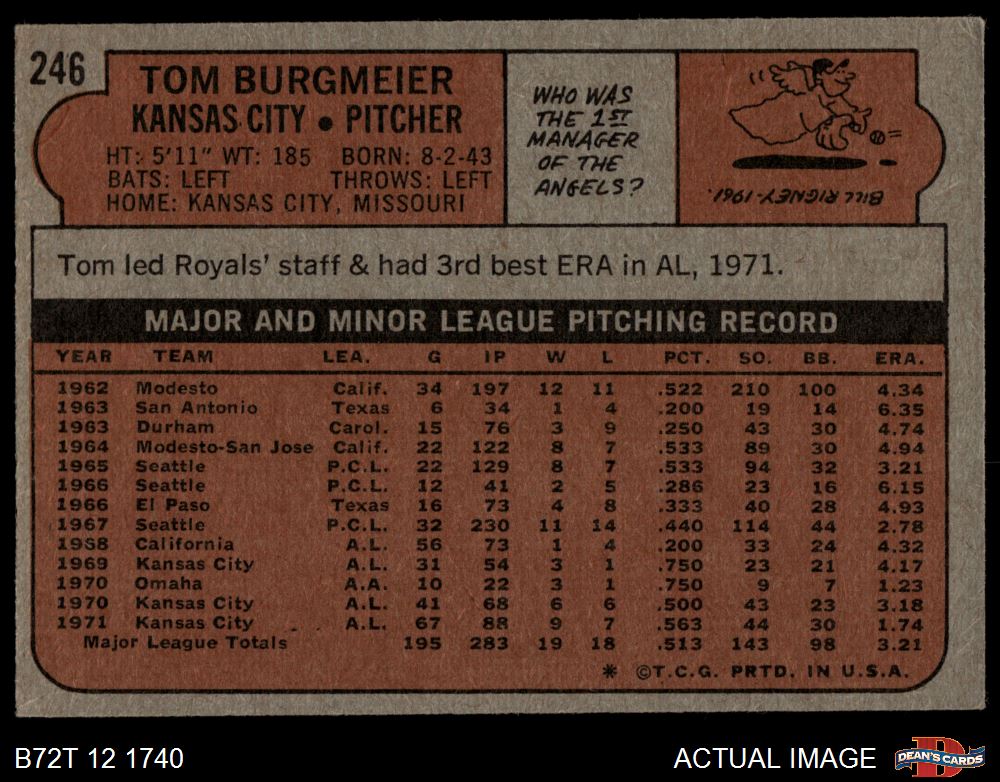 246
TOM BURGMEIER
KANSAS CITY • PITCHER
HT: 5'11" WT: 185 BORN: 8-2-43
BATS: LEFT THROWS: LEFT
HOME: KANSAS CITY, MISSOURI
WHO WAS
THE 1ST
MANAGER
OF THE
ANGELS?
BILL RIGNEY-1961.
Tom led Royals' staff & had 3rd best ERA in AL, 1971.
MAJOR AND MINOR LEAGUE PITCHING RECORD
YEAR TEAM LEA. G IP W L PCT. SO. BB. ERA.
1962 Modesto Calif. 34 197 12 11 .522 210 100 4.34
1963 San Antonio Texas 6 34 1 4 .200 19 14 6.35
1963 Durham Carol. 15 76 3 9 .250 43 30 4.74
1964 Modesto-San Jose Calif. 22 122 8 7 .533 89 30 4.94
1965 Seattle P.C.L. 22 129 8 7 .533 94 32 3.21
1966 Seattle P.C.L. 12 41 2 5 .286 23 16 6.15
1966 El Paso Texas 16 73 4 8 .333 40 28 4.93
1967 Seattle P.C.L. 32 230 11 14 .440 114 44 2.78
1968 California A.L. 56 73 1 4 .200 33 24 4.32
1969 Kansas City A.L. 31 54 3 1 .750 23 21 4.17
1970 Omaha A.A. 10 22 3 1 .750 9 7 1.23
1970 Kansas City A.L. 41 68 6 6 .500 43 23 3.18
1971 Kansas City A.L. 67 88 9 7 .563 44 30 1.74
Major League Totals 195 283 19 18 .513 143 98 3.21
* ©T.C.G. PRTD. IN U.S.A.
B72T 12 1740
ACTUAL IMAGE
D
DEAN'S CARDS